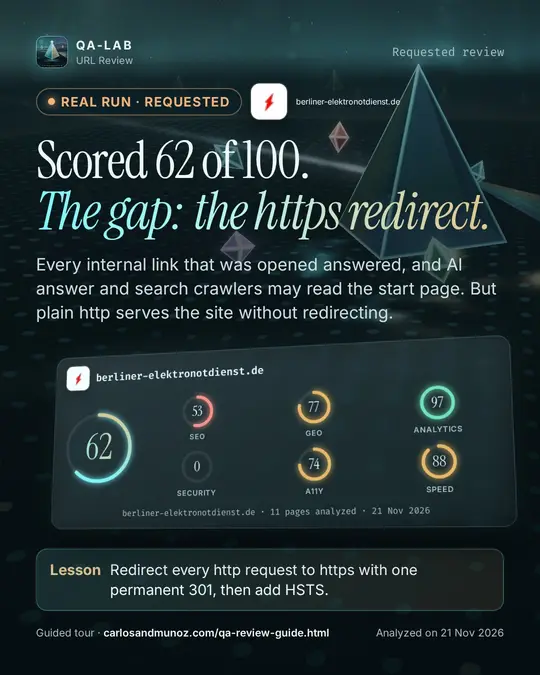 QA-LAB
URL Review
Requested review
REAL RUN · REQUESTED
berliner-elektronotdienst.de
Scored 62 of 100.
The gap: the https redirect.
Every internal link that was opened answered, and AI
answer and search crawlers may read the start page. But
plain http serves the site without redirecting.
berliner-elektronotdienst.de
62
53
SEO
77
GEO
97
ANALYTICS
0
SECURITY
74
A11Y
88
SPEED
berliner-elektronotdienst.de · 11 pages analyzed · 21 Nov 2026
Lesson Redirect every http request to https with one
permanent 301, then add HSTS.
Guided tour · carlosandmunoz.com/qa-review-guide.html
Analyzed on 21 Nov 2026